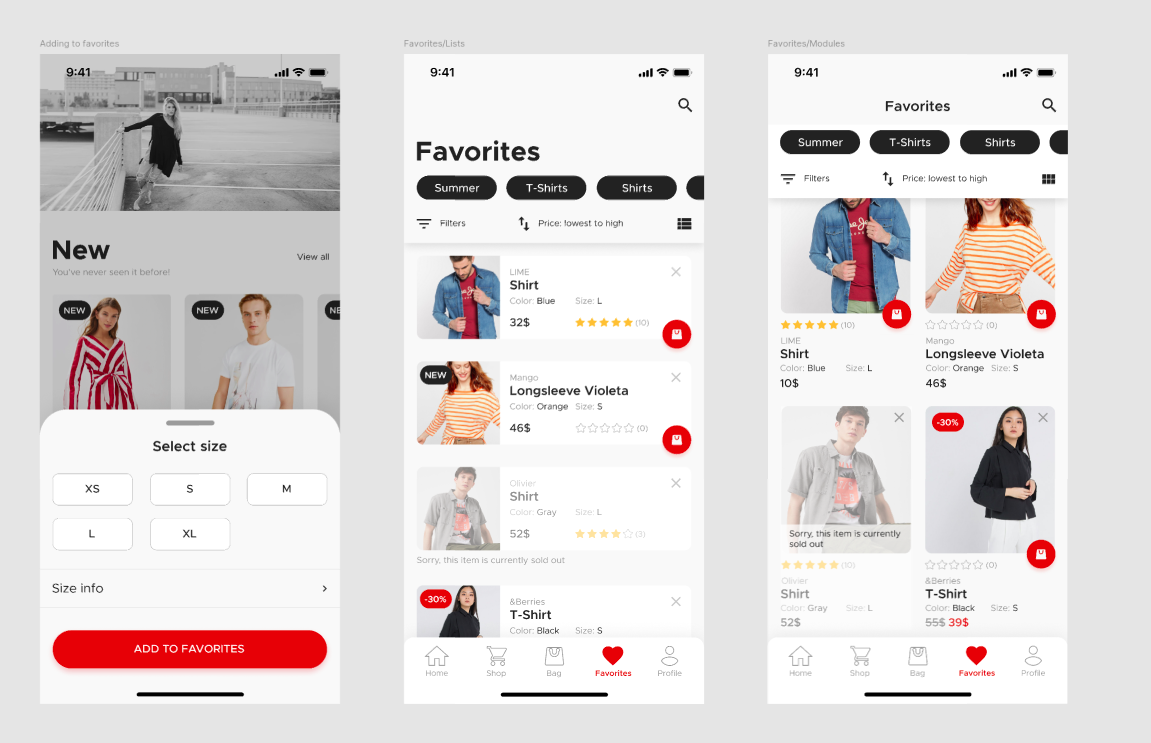 Adding to favorites
9:41
New
View all
You've never seen it before!
NEW
NEW
NE
Select size
XS
S
M
L
XL
Size info
ADD TO FAVORITES
Favorites/Lists
9:41
Favorites
Summer
T-Shirts
Shirts
Filters
Price: lowest to high
LIME
Shirt
Color: Blue Size: L
32$
(10)
NEW
Mango
Longsleeve Violeta
Color: Orange Size: S
46$
(0)
Olivier
Shirt
Color: Gray Size: L
52$
(3)
Sorry, this item is currently sold out
-30%
&Berries
T-Shirt
Color: Black Size: S
Home
Shop
Bag
Favorites
Profile
Favorites/Modules
9:41
Favorites
Summer
T-Shirts
Shirts
Filters
Price: lowest to high
(10)
LIME
Shirt
Color: Blue Size: L
10$
(0)
Mango
Longsleeve Violeta
Color: Orange Size: S
46$
Sorry, this item is currently
sold out
(10)
Olivier
Shirt
Color: Gray Size: L
52$
-30%
(0)
&Berries
T-Shirt
Color: Black Size: S
55$ 39$
Home
Shop
Bag
Favorites
Profile